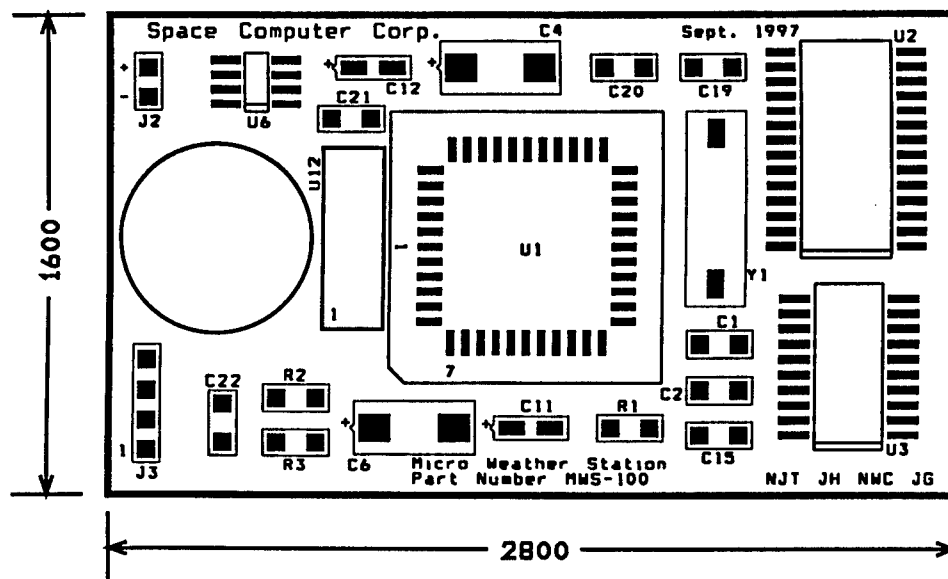 Space Computer Corp.
C4
Sept. 1997
U2
+
-
J2
U6
+
C12
+
C20
C19
C21
U12
1
1
U1
7
Y1
1600
C1
C2
C15
U3
C22
R2
R3
1
J3
+
C6
+
C11
R1
Micro Weather Station
Part Number MWS-100
NJT JH NWC JG
2800